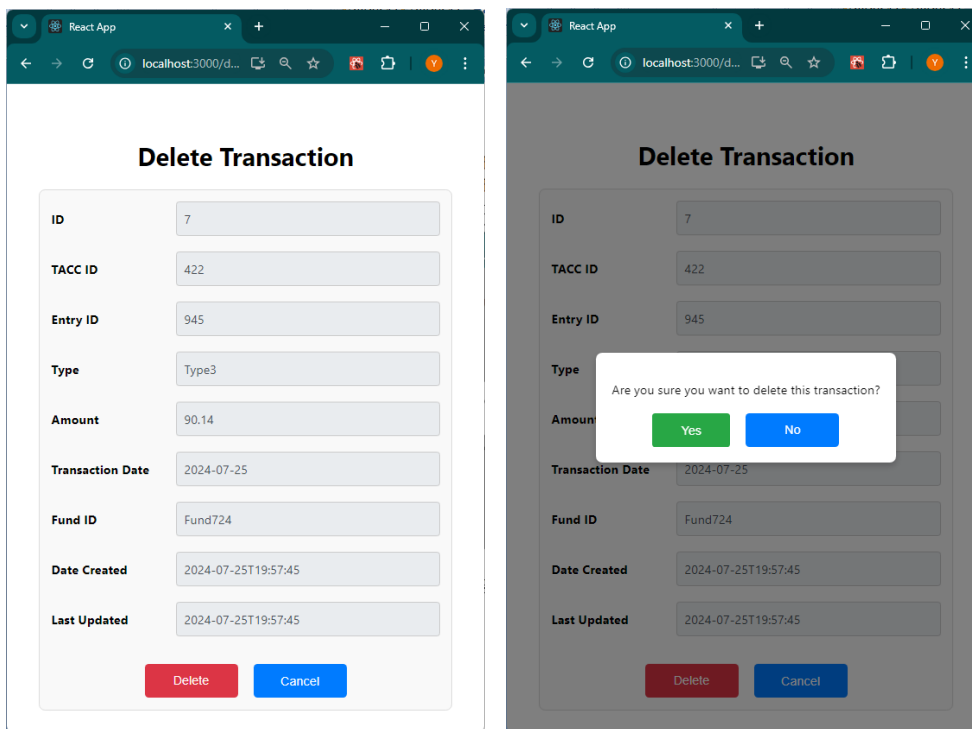 React App
localhost:3000/d...
Y
Delete Transaction
ID 7
TACC ID 422
Entry ID 945
Type Type3
Amount 90.14
Transaction Date 2024-07-25
Fund ID Fund724
Date Created 2024-07-25T19:57:45
Last Updated 2024-07-25T19:57:45
Delete Cancel
React App
localhost:3000/d...
Y
Delete Transaction
ID 7
TACC ID 422
Entry ID 945
Type
Are you sure you want to delete this transaction?
Amoun
Yes No
Transaction Date 2024-07-25
Fund ID Fund724
Date Created 2024-07-25T19:57:45
Last Updated 2024-07-25T19:57:45
Delete Cancel